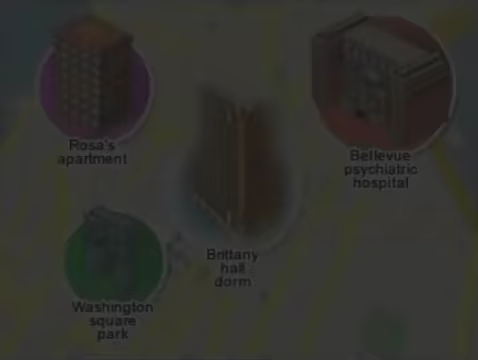 Rosa's
apartment
Bellevue
psychiatric
hospital
Brittany
hall
dorm
Washington
square
park